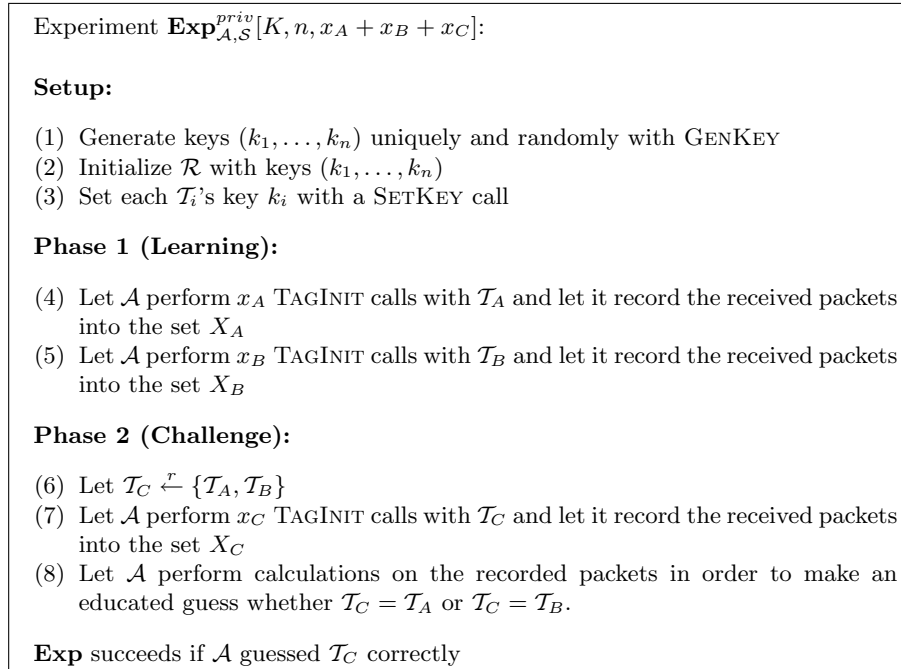 Experiment Exp^{priv}_{𝒜,𝒮}[K, n, x_A + x_B + x_C]:
Setup:
(1) Generate keys (k_1, . . . , k_n) uniquely and randomly with GENKEY
(2) Initialize ℛ with keys (k_1, . . . , k_n)
(3) Set each 𝒯_i's key k_i with a SETKEY call
Phase 1 (Learning):
(4) Let 𝒜 perform x_A TAGINIT calls with 𝒯_A and let it record the received packets
into the set X_A
(5) Let 𝒜 perform x_B TAGINIT calls with 𝒯_B and let it record the received packets
into the set X_B
Phase 2 (Challenge):
(6) Let 𝒯_C \xleftarrow{r} {𝒯_A, 𝒯_B}
(7) Let 𝒜 perform x_C TAGINIT calls with 𝒯_C and let it record the received packets
into the set X_C
(8) Let 𝒜 perform calculations on the recorded packets in order to make an
educated guess whether 𝒯_C = 𝒯_A or 𝒯_C = 𝒯_B.
Exp succeeds if 𝒜 guessed 𝒯_C correctly